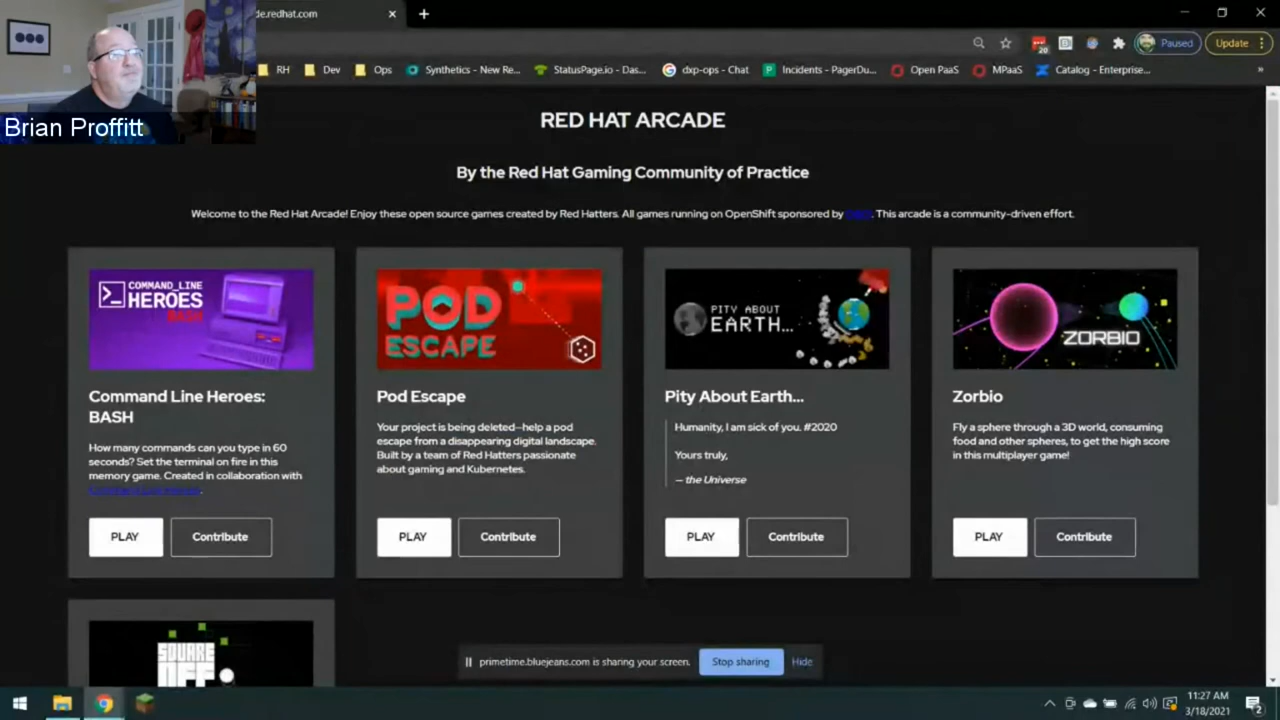 de.redhat.com
Paused
Update
20
RH
Dev
Ops
Synthetics - New Re...
StatusPage.io - Das...
dxp-ops - Chat
Incidents - PagerDu...
Open PaaS
MPaaS
Catalog - Enterprise...
Brian Proffitt
RED HAT ARCADE
By the Red Hat Gaming Community of Practice
Welcome to the Red Hat Arcade! Enjoy these open source games created by Red Hatters. All games running on OpenShift sponsored by . This arcade is a community-driven effort.
COMMAND_LINE
HEROES
BASH
Command Line Heroes:
BASH
How many commands can you type in 60
seconds? Set the terminal on fire in this
memory game. Created in collaboration with
PLAY
Contribute
POD
ESCAPE
Pod Escape
Your project is being deleted—help a pod
escape from a disappearing digital landscape.
Built by a team of Red Hatters passionate
about gaming and Kubernetes.
PLAY
Contribute
PITY ABOUT
EARTH...
Pity About Earth...
Humanity, I am sick of you. #2020
Yours truly,
— the Universe
PLAY
Contribute
ZORBIO
Zorbio
Fly a sphere through a 3D world, consuming
food and other spheres, to get the high score
in this multiplayer game!
PLAY
Contribute
SQUARE
OFF
primetime.bluejeans.com is sharing your screen.
Stop sharing
Hide
11:27 AM
3/18/2021
2